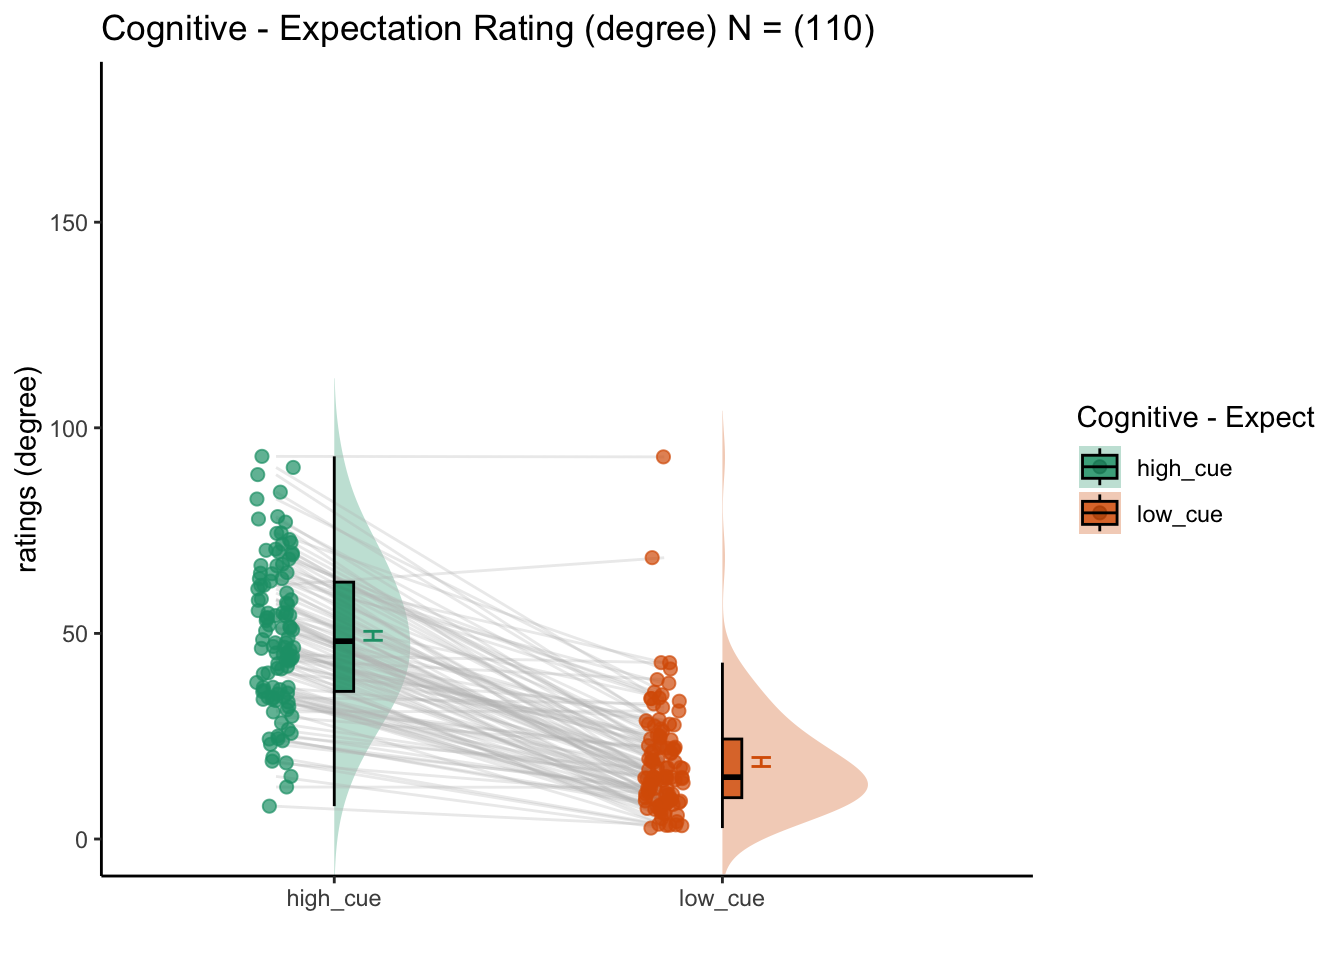 Cognitive - Expectation Rating (degree) N = (110)
150
100
50
0
ratings (degree)
high_cue
low_cue
Cognitive - Expect
high_cue
low_cue